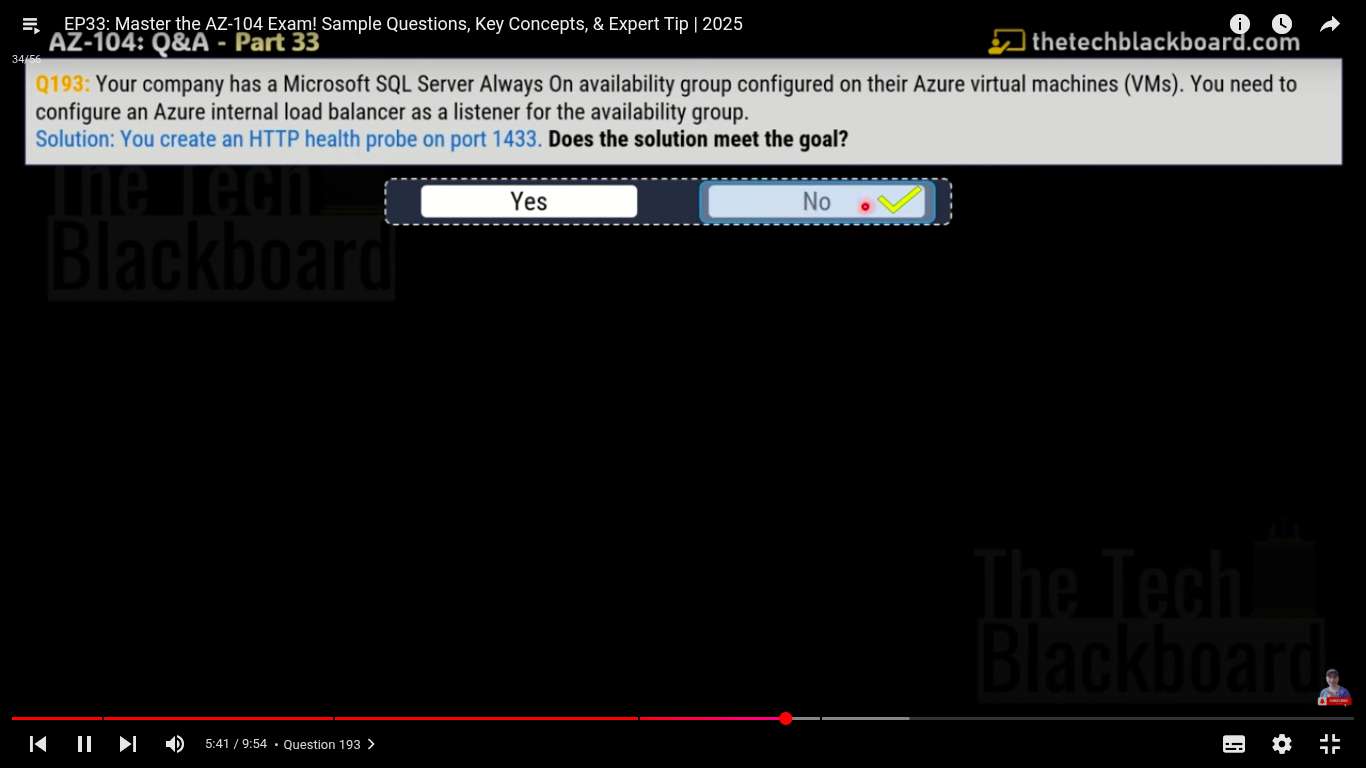 EP33: Master the AZ-104 Exam! Sample Questions, Key Concepts, & Expert Tip | 2025
AZ-104: Q&A - Part 33
thetechblackboard.com
34/56
Q193: Your company has a Microsoft SQL Server Always On availability group configured on their Azure virtual machines (VMs). You need to
configure an Azure internal load balancer as a listener for the availability group.
Solution: You create an HTTP health probe on port 1433. Does the solution meet the goal?
Yes
No
The Tech
Blackboard
The Tech
Blackboard
5:41 / 9:54 • Question 193